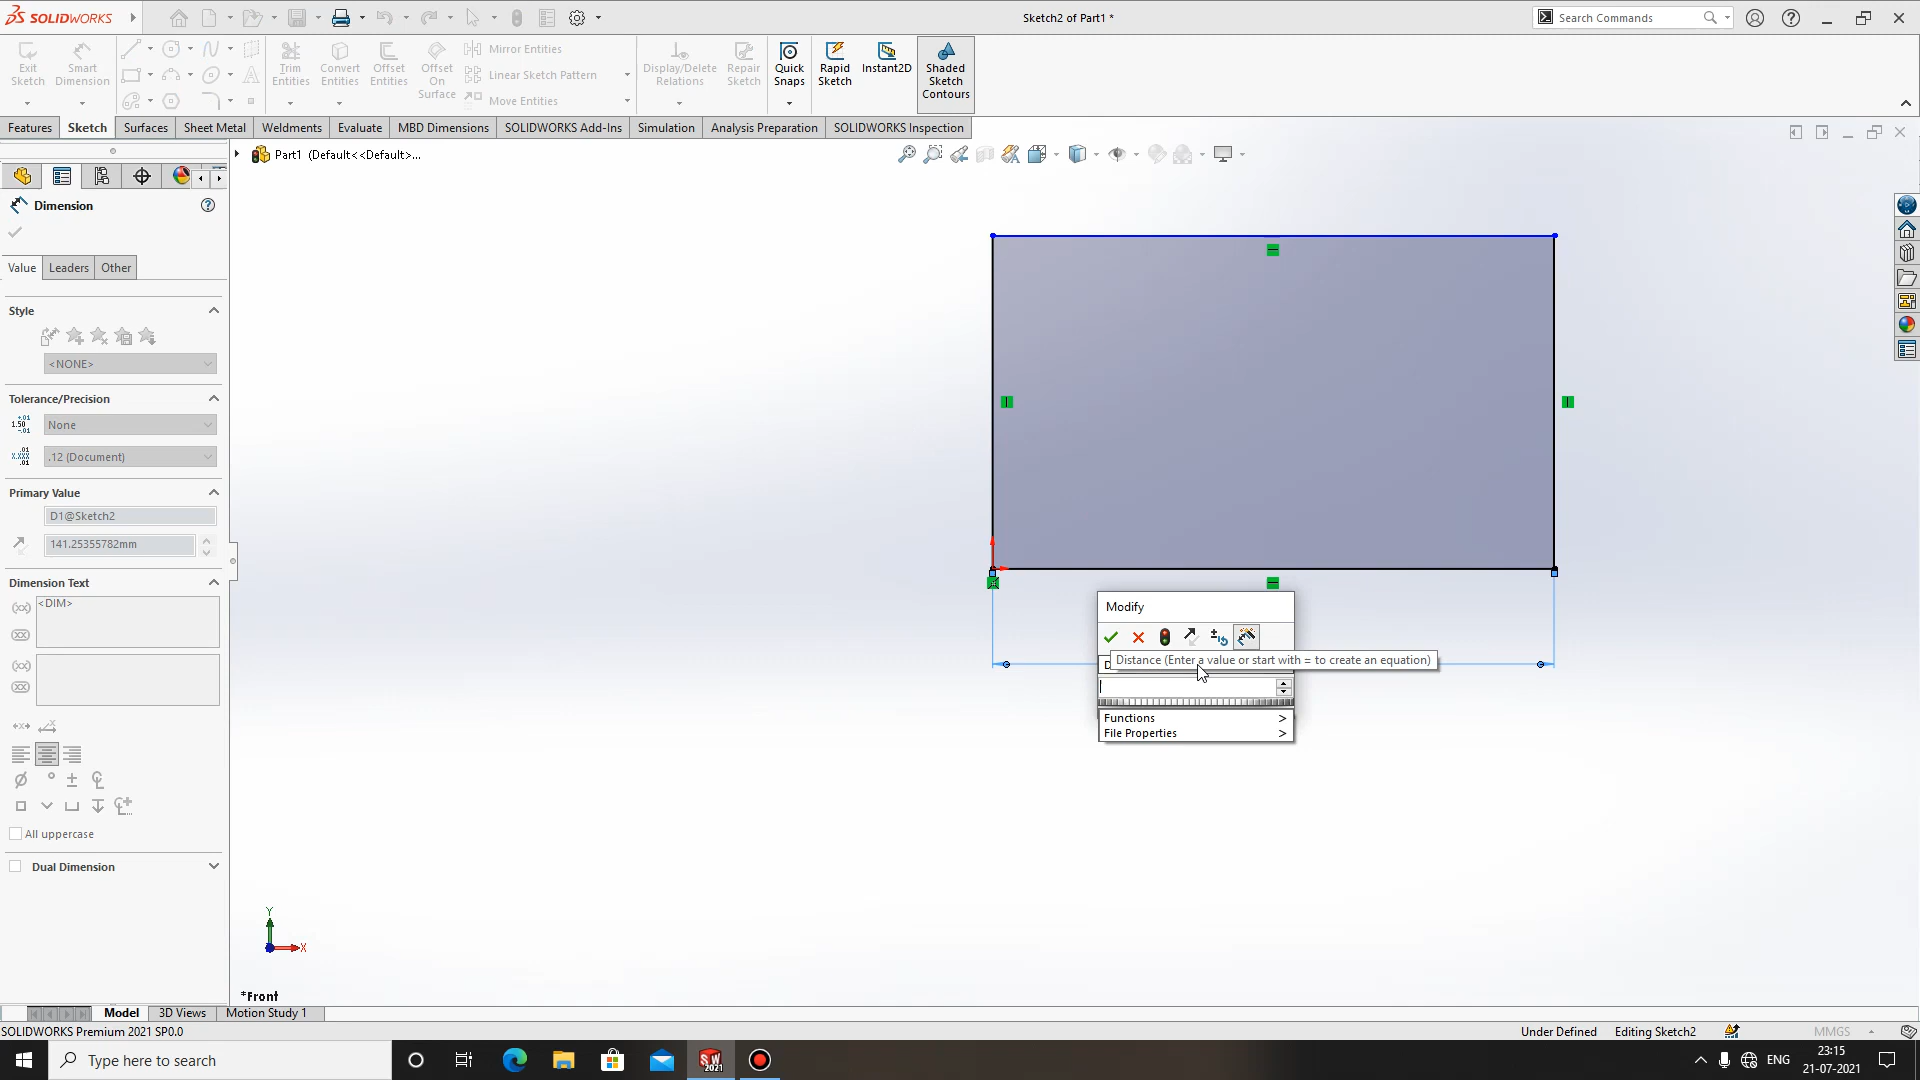 SOLIDWORKS
Sketch2 of Part1 *
Search Commands
Exit Sketch
Smart Dimension
Trim Entities
Convert Entities
Offset Entities
Offset On Surface
Mirror Entities
Linear Sketch Pattern
Move Entities
Display/Delete Relations
Repair Sketch
Quick Snaps
Rapid Sketch
Instant2D
Shaded Sketch Contours
Features Sketch Surfaces Sheet Metal Weldments Evaluate MBD Dimensions SOLIDWORKS Add-Ins Simulation Analysis Preparation SOLIDWORKS Inspection
Part1 (Default<<Default>...
Dimension
Value Leaders Other
Style
<NONE>
Tolerance/Precision
None
.12 (Document)
Primary Value
D1@Sketch2
141.25355782mm
Dimension Text
<DIM>
All uppercase
Dual Dimension
Modify
Distance (Enter a value or start with = to create an equation)
Functions >
File Properties >
Y
X
*Front
Model 3D Views Motion Study 1
SOLIDWORKS Premium 2021 SP0.0
Under Defined Editing Sketch2 MMGS
Type here to search
ENG
23:15
21-07-2021